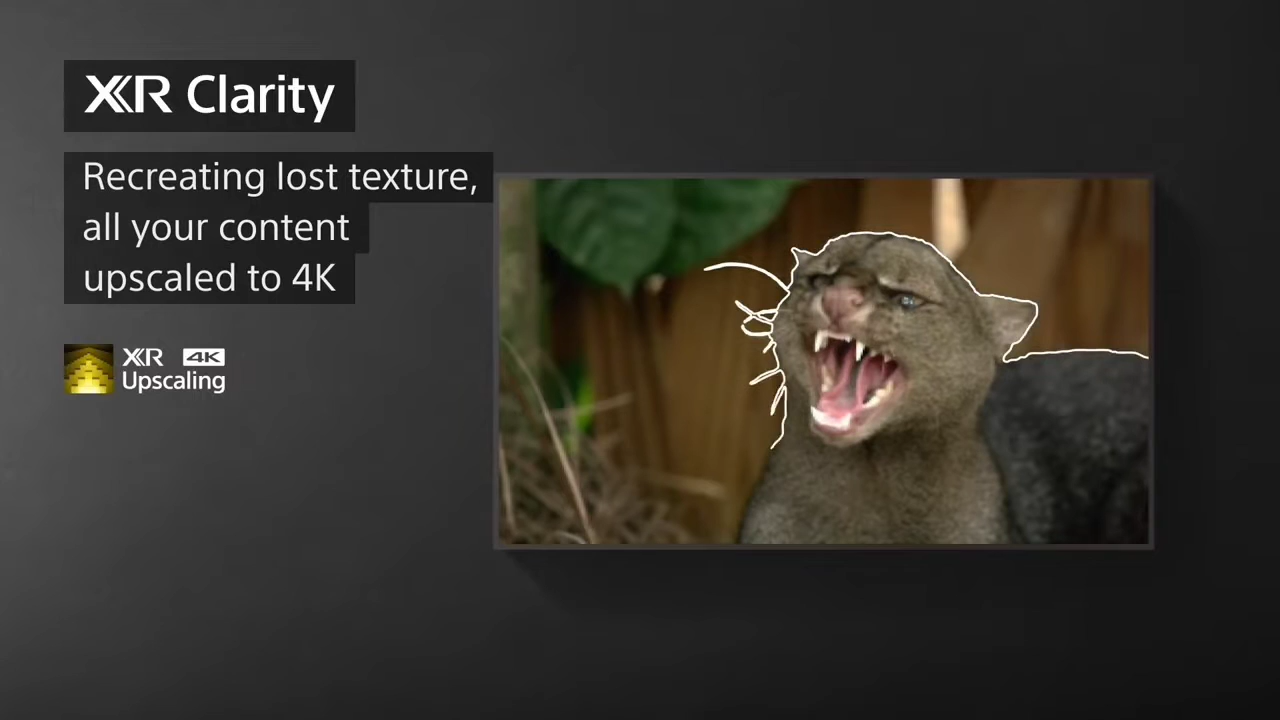 XR Clarity
Recreating lost texture,
all your content
upscaled to 4K
XR 4K
Upscaling